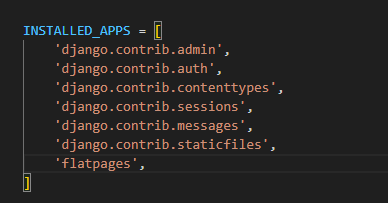 INSTALLED_APPS = [
    'django.contrib.admin',
    'django.contrib.auth',
    'django.contrib.contenttypes',
    'django.contrib.sessions',
    'django.contrib.messages',
    'django.contrib.staticfiles',
    'flatpages',
]